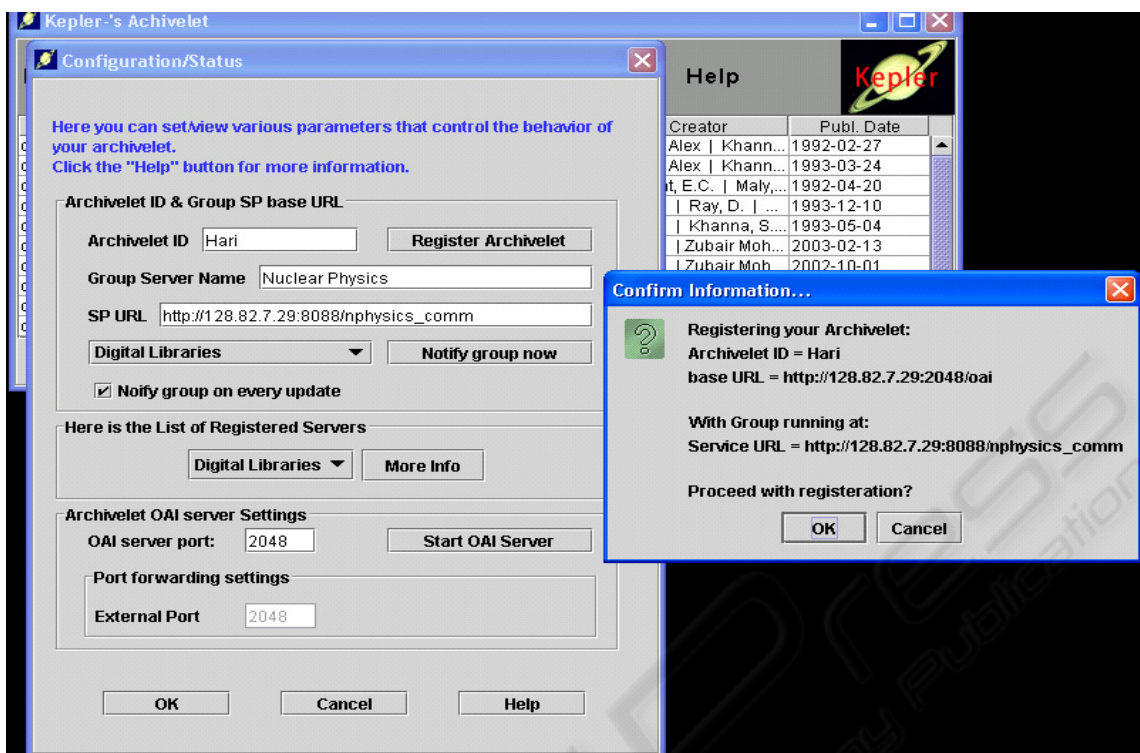 Kepler-'s Achivelet
Configuration/Status
Help
Kepler
Here you can set/view various parameters that control the behavior of
your archivelet.
Click the "Help" button for more information.
Archivelet ID & Group SP base URL
Archivelet ID Hari Register Archivelet
Group Server Name Nuclear Physics
SP URL http://128.82.7.29:8088/nphysics_comm
Digital Libraries Notify group now
Noify group on every update
Here is the List of Registered Servers
Digital Libraries More Info
Archivelet OAI server Settings
OAI server port: 2048 Start OAI Server
Port forwarding settings
External Port 2048
OK Cancel Help
Creator Publ. Date
Alex | Khann... 1992-02-27
Alex | Khann... 1993-03-24
, E.C. | Maly,... 1992-04-20
| Ray, D. | ... 1993-12-10
| Khanna, S.... 1993-05-04
| Zubair Moh... 2003-02-13
| Zubair Moh... 2002-10-01
Confirm Information...
Registering your Archivelet:
Archivelet ID = Hari
base URL = http://128.82.7.29:2048/oai
With Group running at:
Service URL = http://128.82.7.29:8088/nphysics_comm
Proceed with registeration?
OK Cancel